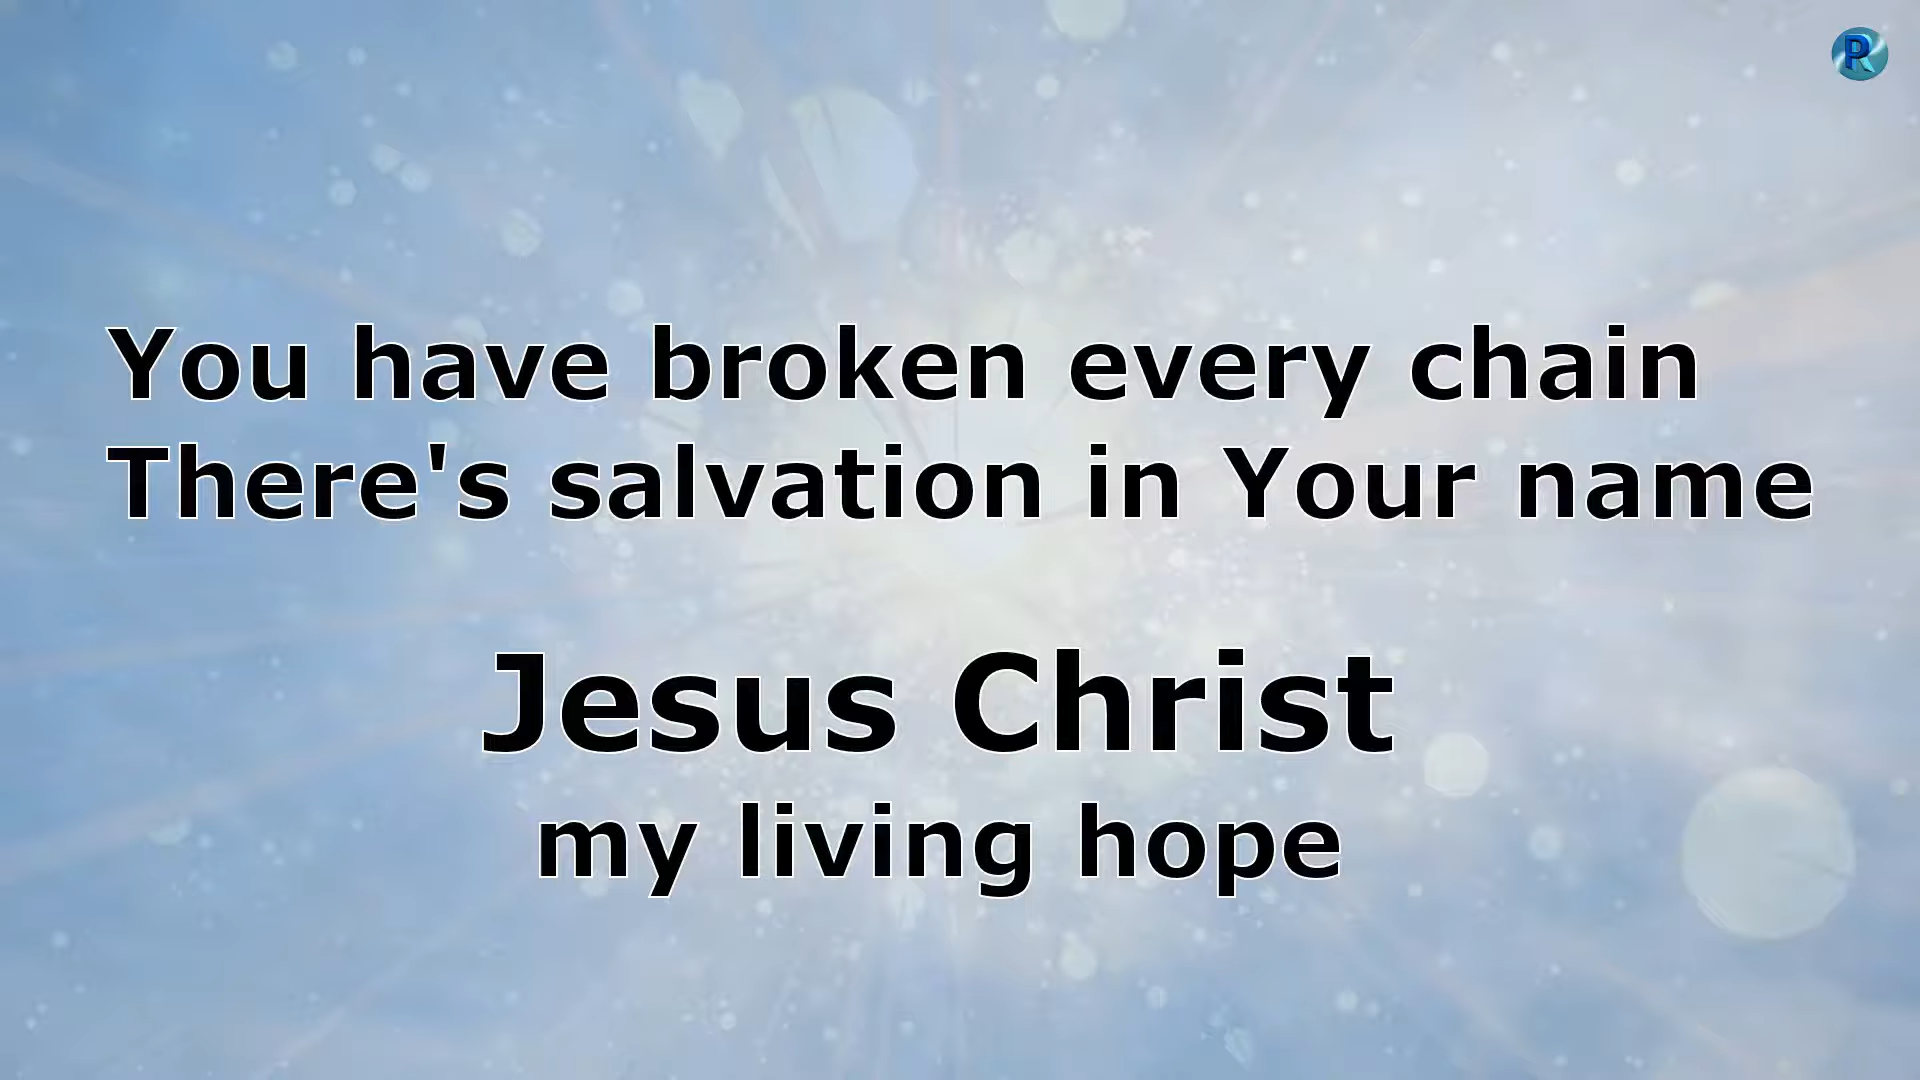 R
You have broken every chain
There's salvation in Your name
Jesus Christ
my living hope